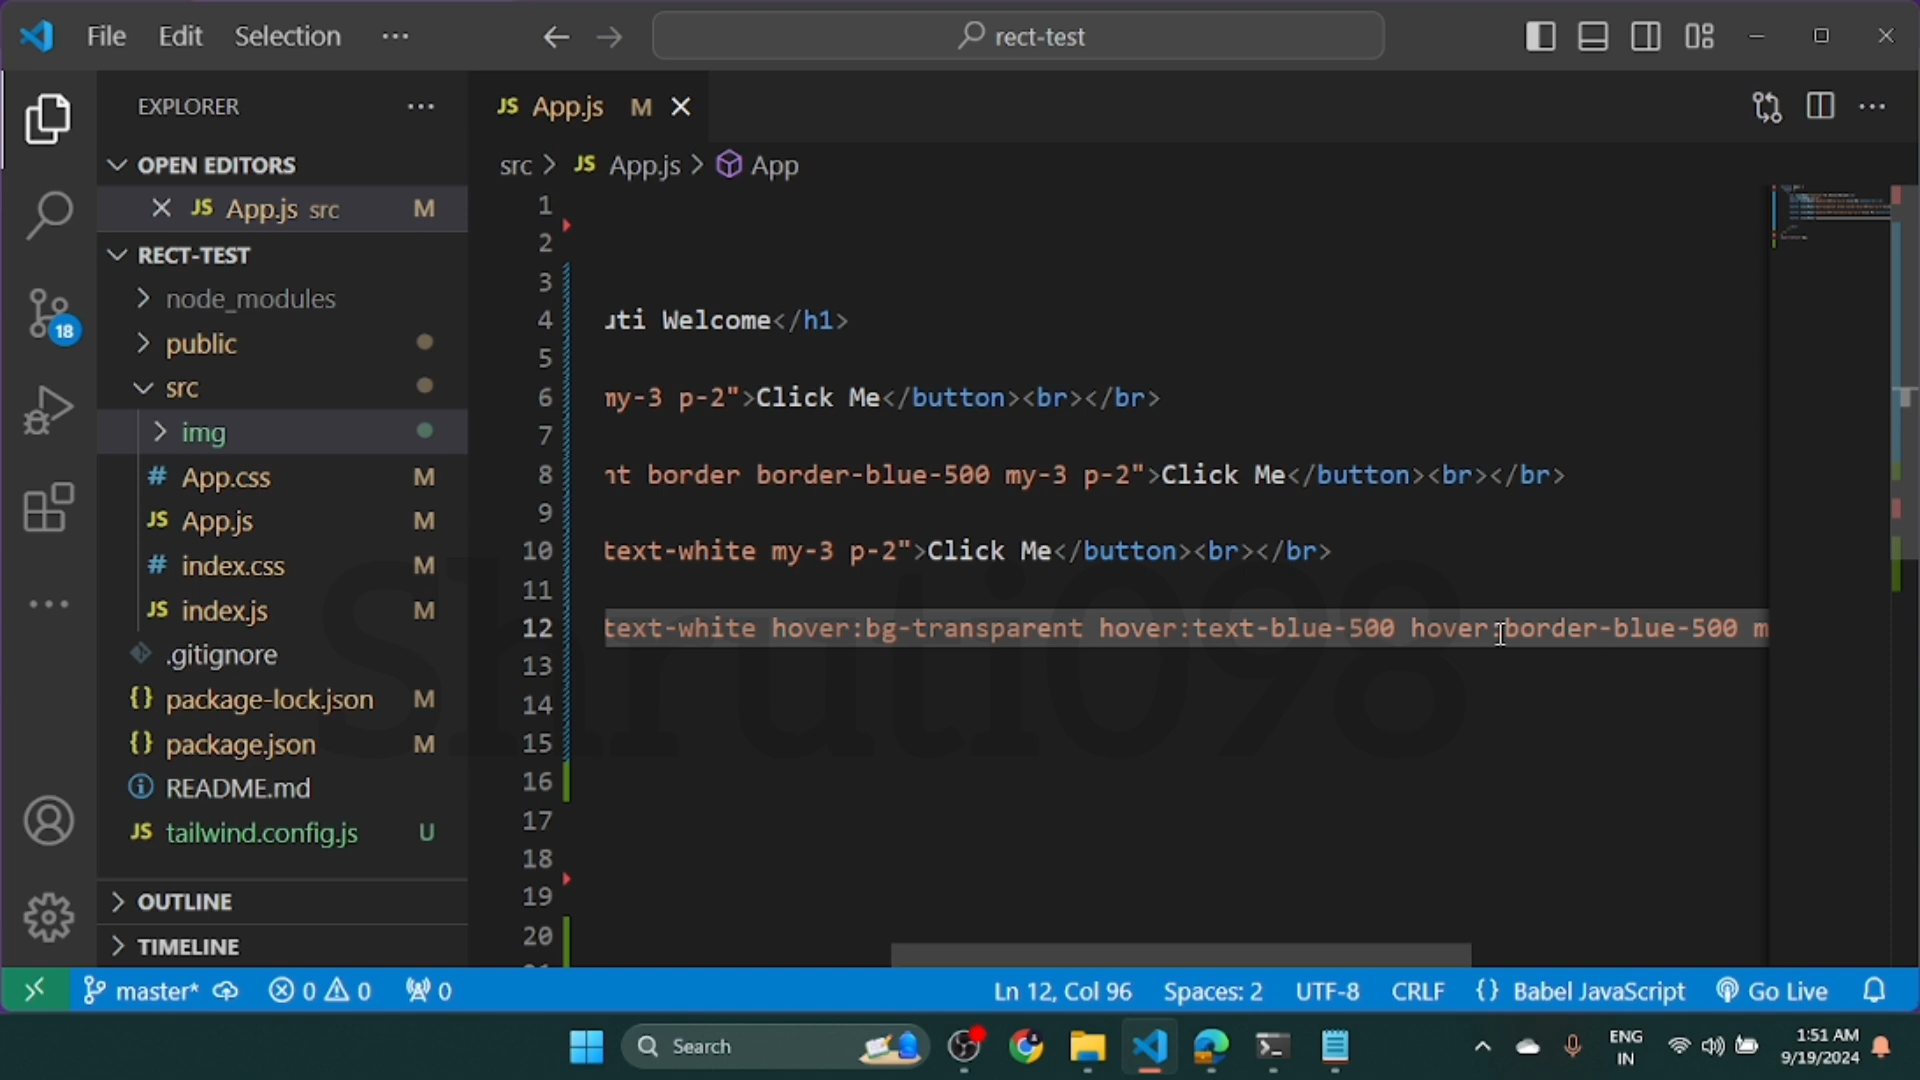 File Edit Selection ··· rect-test
EXPLORER ···
JS App.js M
OPEN EDITORS
JS App.js src M
src > JS App.js > App
RECT-TEST
node_modules
public
src
img
# App.css M
JS App.js M
# index.css M
JS index.js M
.gitignore
{} package-lock.json M
{} package.json M
README.md
JS tailwind.config.js U
OUTLINE
TIMELINE
18
1
2
3
4 uti Welcome</h1>
5
6 my-3 p-2">Click Me</button><br></br>
7
8 nt border border-blue-500 my-3 p-2">Click Me</button><br></br>
9
10 text-white my-3 p-2">Click Me</button><br></br>
11
12 text-white hover:bg-transparent hover:text-blue-500 hover:border-blue-500 m
13
14
15
16
17
18
19
20
Shruti098
master* 0 0 0 Ln 12, Col 96 Spaces: 2 UTF-8 CRLF {} Babel JavaScript Go Live
Search
ENG
IN
1:51 AM
9/19/2024